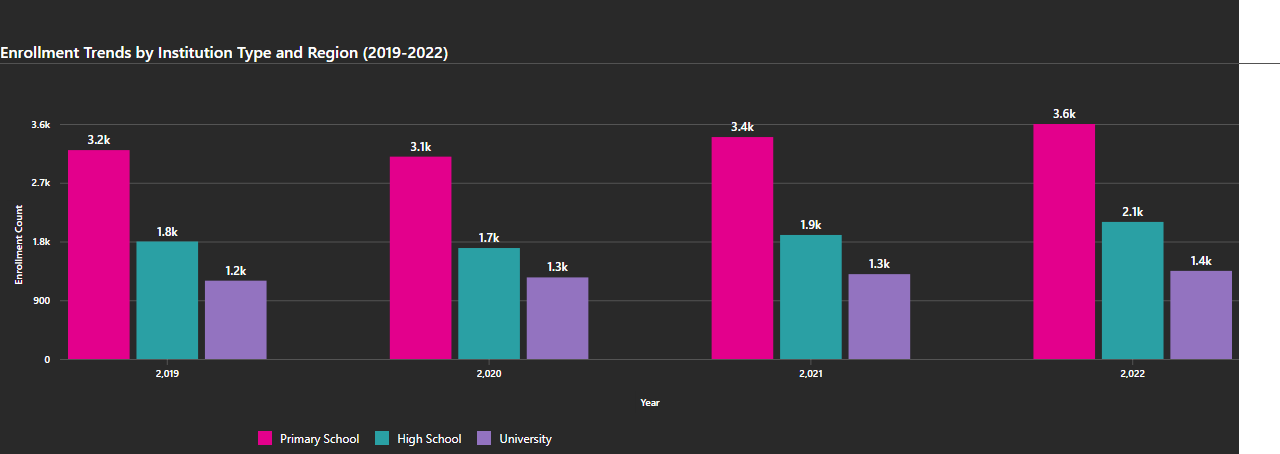 Enrollment Trends by Institution Type and Region (2019-2022)
3.6k
2.7k
1.8k
900
0
Enrollment Count
3.2k
1.8k
1.2k
3.1k
1.7k
1.3k
3.4k
1.9k
1.3k
3.6k
2.1k
1.4k
2,019
2,020
2,021
2,022
Year
Primary School
High School
University